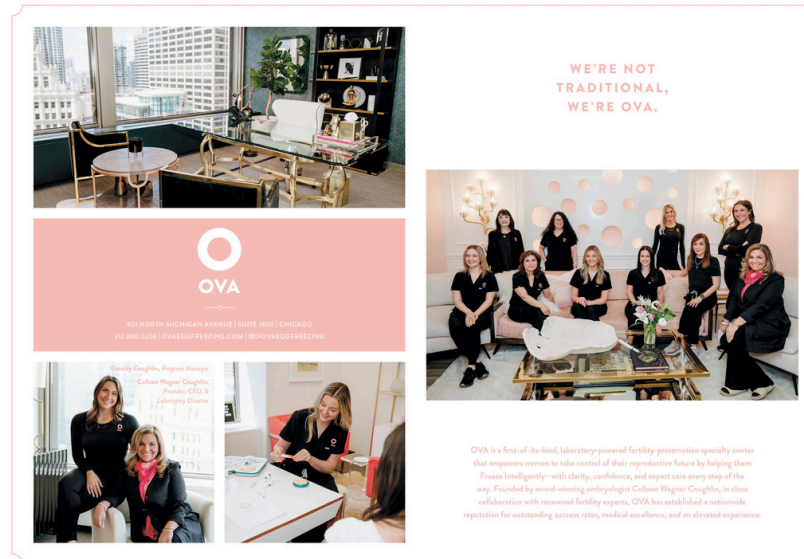 OVA
401 NORTH MICHIGAN AVENUE | SUITE 1800 | CHICAGO
312.800.2228 | OVAEGGFREEZING.COM | @OVAEGGFREEZING
Cassidy Coughlin, Program Manager
Colleen Wagner Coughlin,
Founder, CEO, &
Laboratory Director
WE'RE NOT
TRADITIONAL,
WE'RE OVA.
OVA is a first-of-its-kind, laboratory-powered fertility-preservation specialty center
that empowers women to take control of their reproductive future by helping them
Freeze Intelligently—with clarity, confidence, and expert care every step of the
way. Founded by award-winning embryologist Colleen Wagner Coughlin, in close
collaboration with renowned fertility experts, OVA has established a nationwide
reputation for outstanding success rates, medical excellence, and an elevated experience.